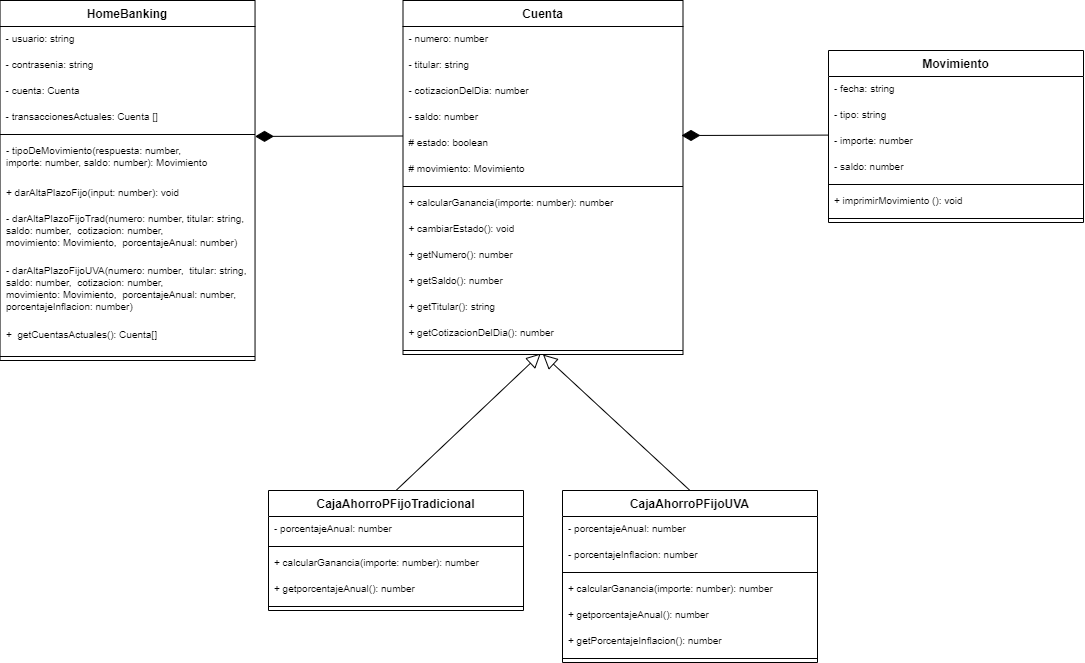 HomeBanking
- usuario: string
- contrasenia: string
- cuenta: Cuenta
- transaccionesActuales: Cuenta []
- tipoDeMovimiento(respuesta: number,
importe: number, saldo: number): Movimiento
+ darAltaPlazoFijo(input: number): void
- darAltaPlazoFijoTrad(numero: number, titular: string,
saldo: number, cotizacion: number,
movimiento: Movimiento, porcentajeAnual: number)
- darAltaPlazoFijoUVA(numero: number, titular: string,
saldo: number, cotizacion: number,
movimiento: Movimiento, porcentajeAnual: number,
porcentajeInflacion: number)
+ getCuentasActuales(): Cuenta[]
Cuenta
- numero: number
- titular: string
- cotizacionDelDia: number
- saldo: number
# estado: boolean
# movimiento: Movimiento
+ calcularGanancia(importe: number): number
+ cambiarEstado(): void
+ getNumero(): number
+ getSaldo(): number
+ getTitular(): string
+ getCotizacionDelDia(): number
Movimiento
- fecha: string
- tipo: string
- importe: number
- saldo: number
+ imprimirMovimiento (): void
CajaAhorroPFijoTradicional
- porcentajeAnual: number
+ calcularGanancia(importe: number): number
+ getporcentajeAnual(): number
CajaAhorroPFijoUVA
- porcentajeAnual: number
- porcentajeInflacion: number
+ calcularGanancia(importe: number): number
+ getporcentajeAnual(): number
+ getPorcentajeInflacion(): number